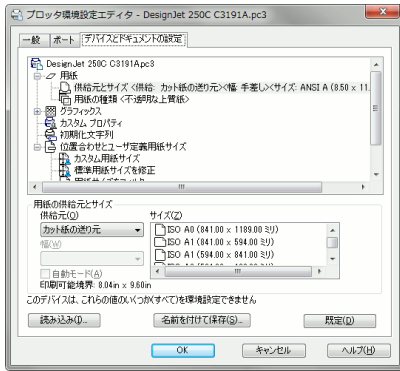 プロッタ環境設定エディタ - DesignJet 250C C3191A.pc3
一般 ポート デバイスとドキュメントの設定
DesignJet 250C C3191A.pc3
用紙
供給元とサイズ <供給: カット紙の送り元><幅: 手差し><サイズ: ANSI A (8.50 x 11.
用紙の種類 <不透明な上質紙>
グラフィックス
カスタム プロパティ
初期化文字列
位置合わせとユーザ定義用紙サイズ
カスタム用紙サイズ
標準用紙サイズを修正
用紙の供給元とサイズ
供給元(O)
サイズ(Z)
カット紙の送り元
ISO A0 (841.00 x 1189.00 ミリ)
ISO A1 (841.00 x 594.00 ミリ)
幅(W)
ISO A1 (594.00 x 841.00 ミリ)
自動モード(A)
印刷可能境界: 8.04in x 9.60in
このデバイスは、これらの値のいくつか(すべて)を環境設定できません
読み込み(I)... 名前を付けて保存(S)... 既定(D)
OK キャンセル ヘルプ(H)